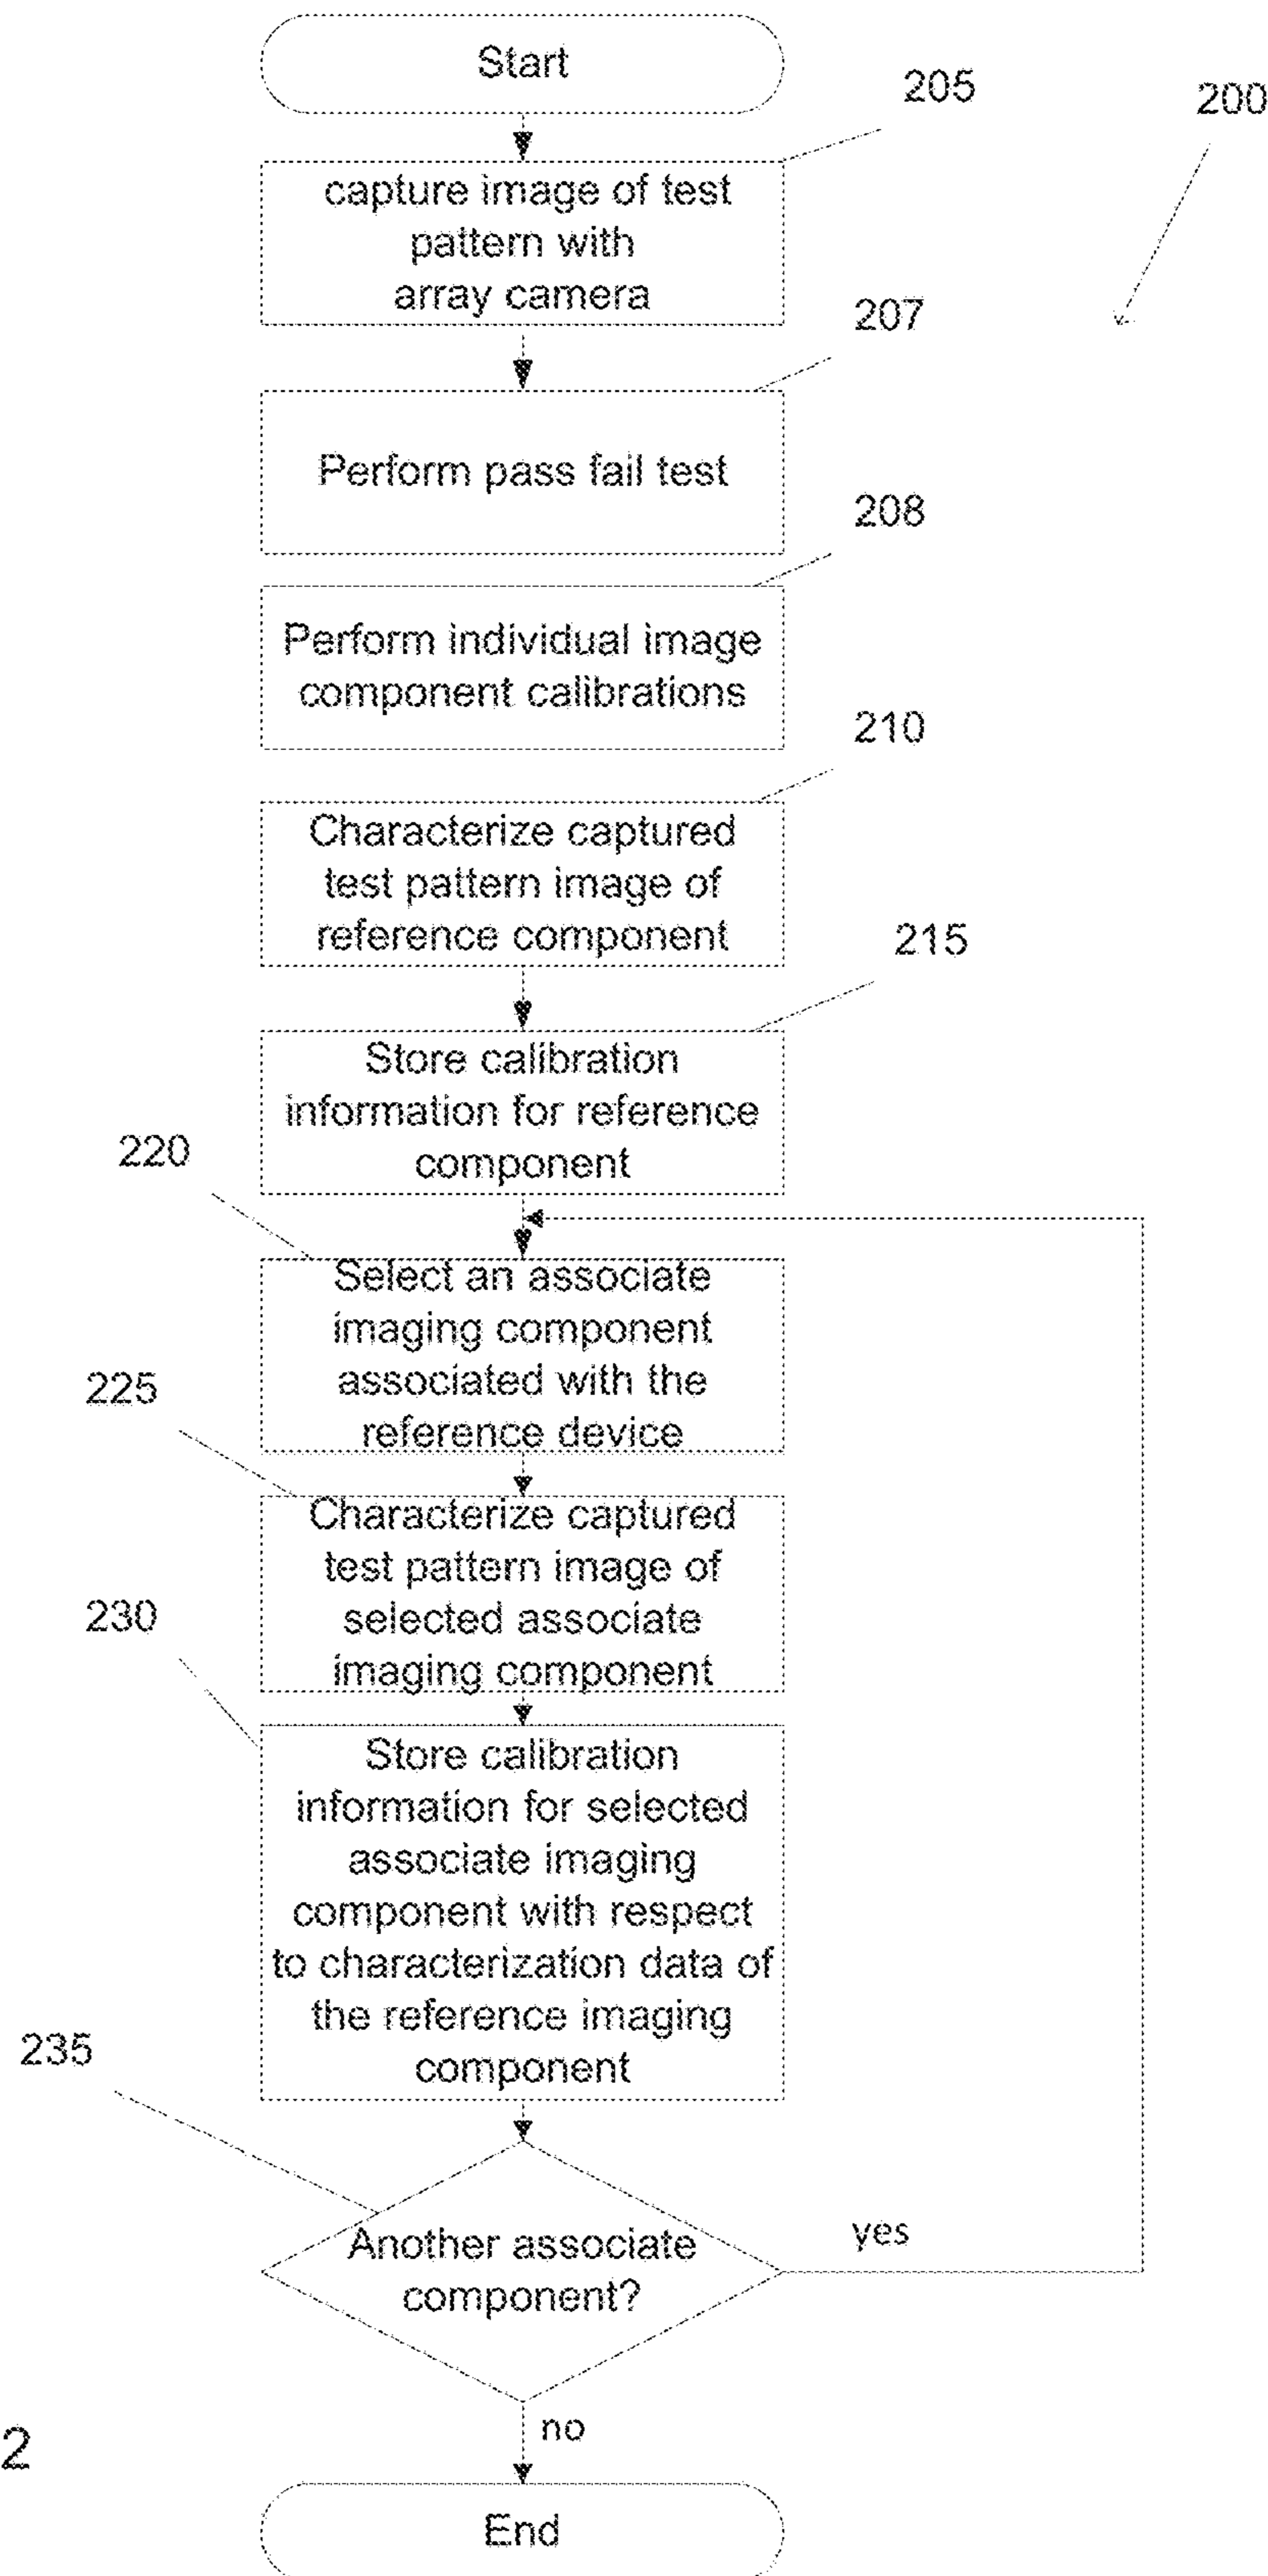 Start
205
200
capture image of test
pattern with
array camera
207
Perform pass fail test
208
Perform individual image
component calibrations
210
Characterize captured
test pattern image of
reference component
215
Store calibration
information for reference
component
220
Select an associate
imaging component
associated with the
reference device
225
Characterize captured
test pattern image of
selected associate
imaging component
230
Store calibration
information for selected
associate imaging
component with respect
to characterization data of
the reference imaging
component
235
Another associate
component?
yes
no
2
End